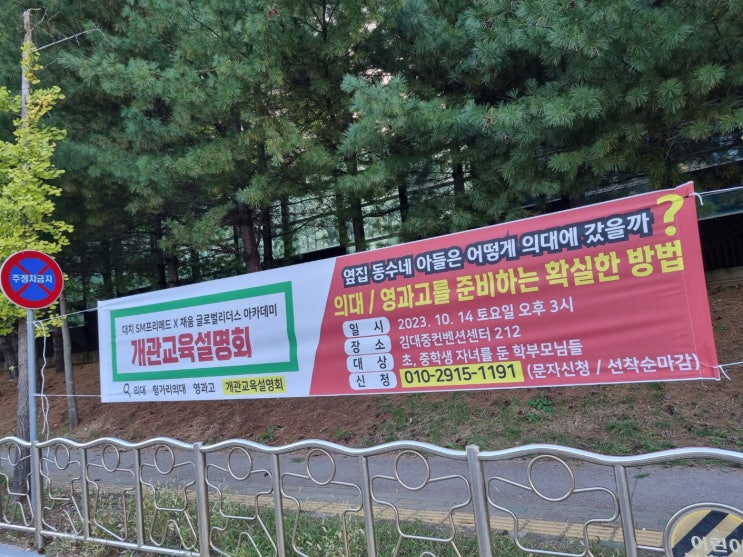 주정차금지
대치 SM프리메드 X 채움 글로벌리더스 아카데미
개관교육설명회
의대 헝가리의대 영과고 개관교육설명회
옆집 동수네 아들은 어떻게 의대에 갔을까?
의대 / 영과고를 준비하는 확실한 방법
일 시 2023. 10. 14 토요일 오후 3시
장 소 김대중컨벤션센터 212
대 상 초, 중학생 자녀를 둔 학부모님들
신 청 010-2915-1191 (문자신청 / 선착순마감)